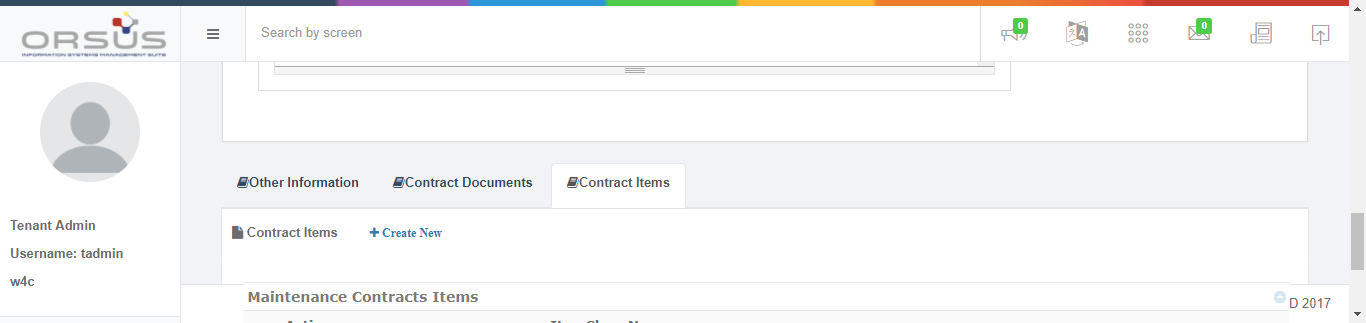 ORSUS
INFORMATION SYSTEMS MANAGEMENT SUITE
Search by screen
0
0
Tenant Admin
Username: tadmin
w4c
Other Information
Contract Documents
Contract Items
Contract Items
Create New
Maintenance Contracts Items
D 2017